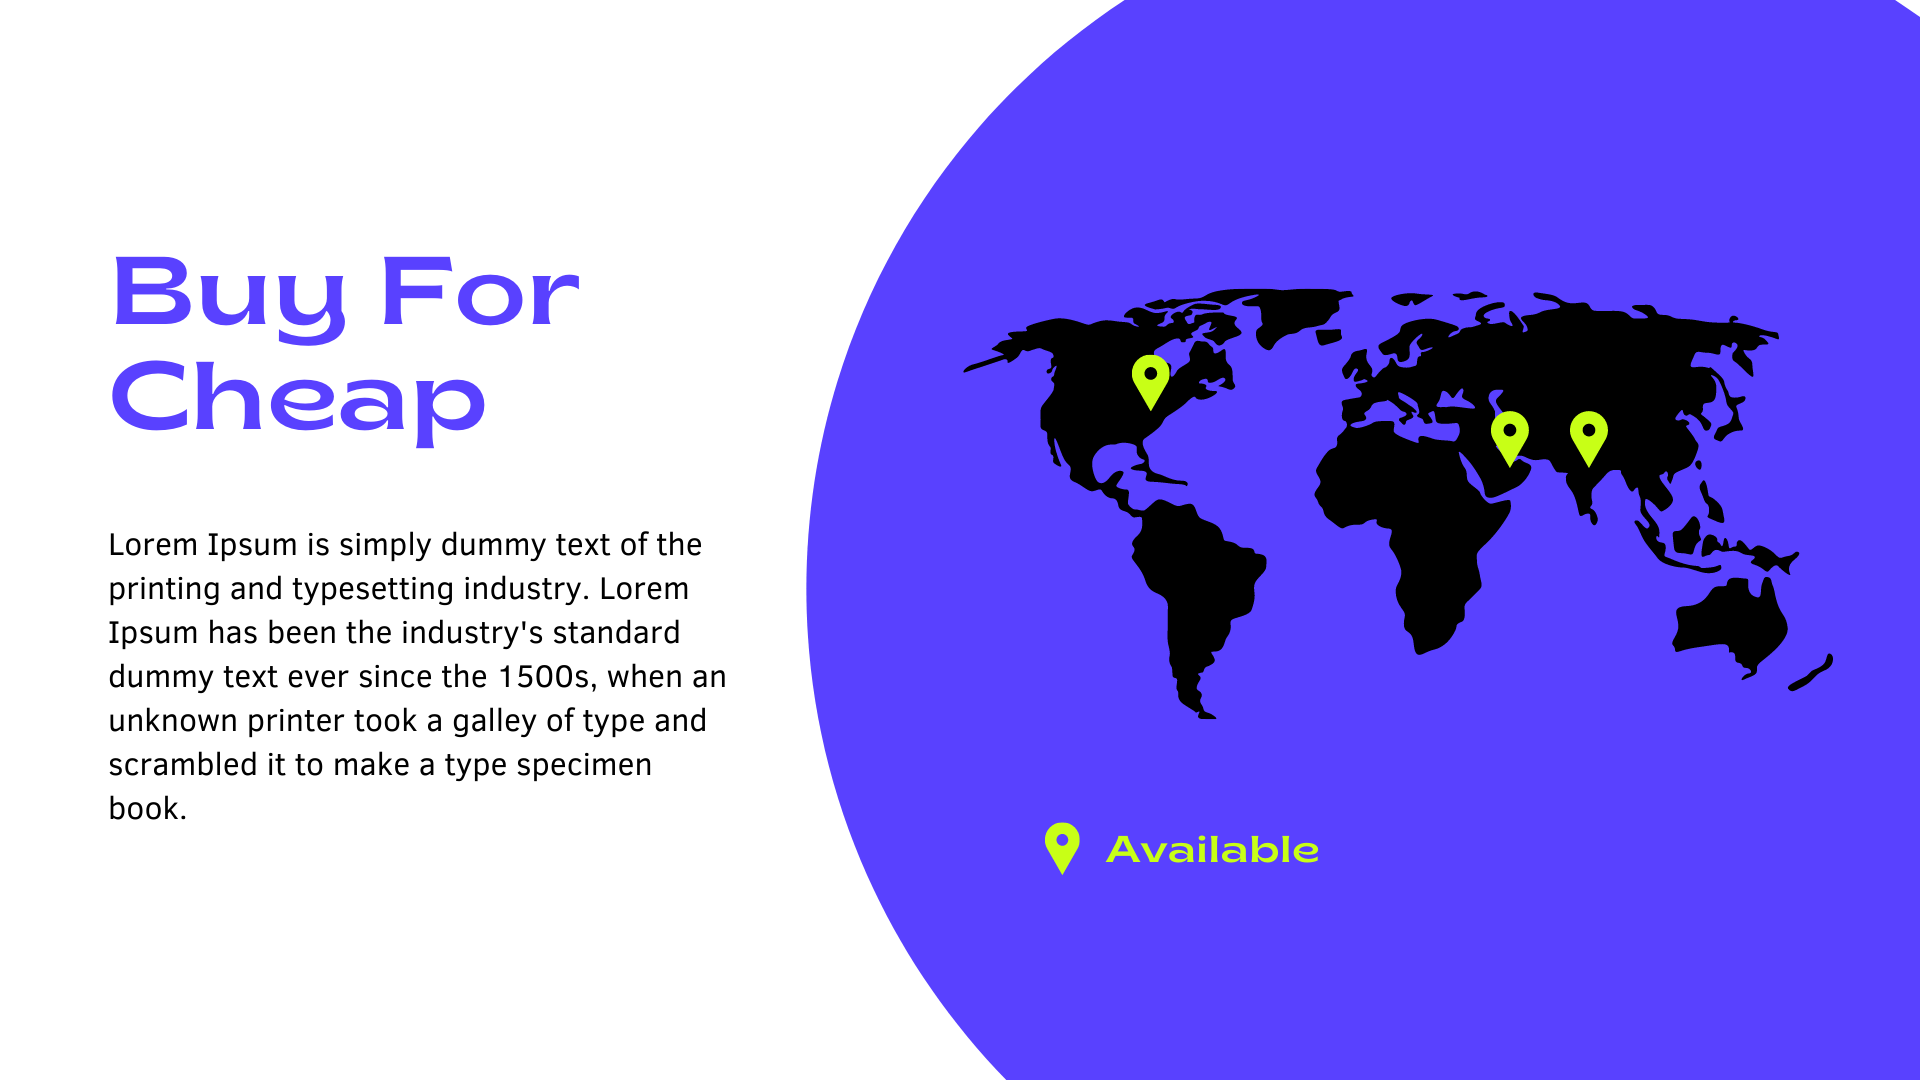 Buy For
Cheap
Lorem Ipsum is simply dummy text of the
printing and typesetting industry. Lorem
Ipsum has been the industry's standard
dummy text ever since the 1500s, when an
unknown printer took a galley of type and
scrambled it to make a type specimen
book.
Available